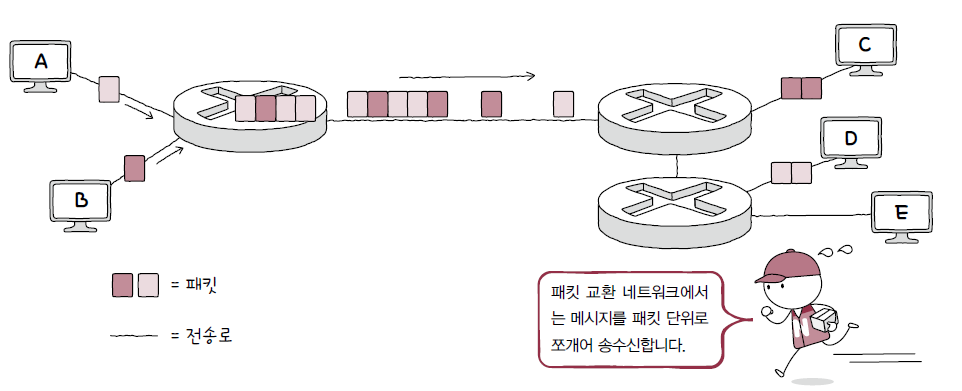 A
C
D
B
E
= 패킷
= 전송로
패킷 교환 네트워크에서
는 메시지를 패킷 단위로
쪼개어 송수신합니다.